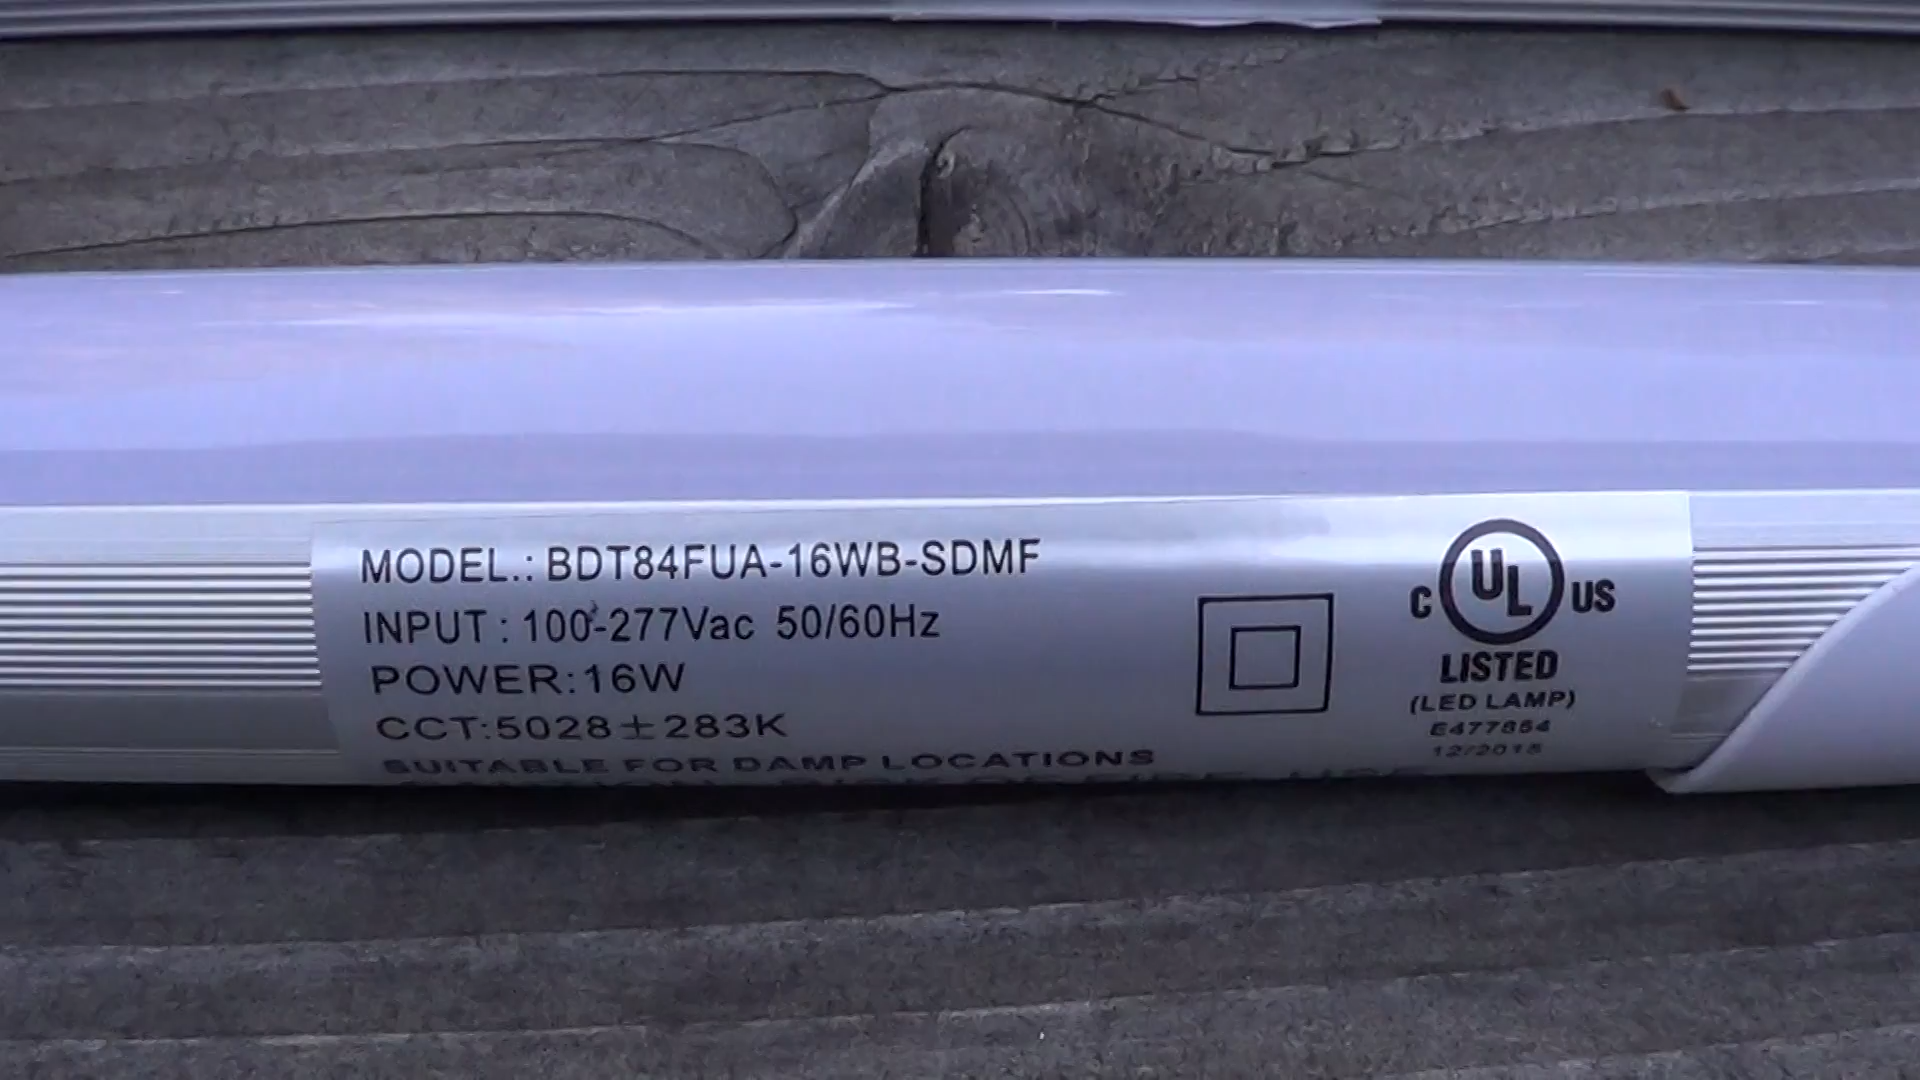 MODEL.: BDT84FUA-16WB-SDMF
INPUT : 100-277Vac 50/60Hz
POWER:16W
CCT:5028±283K
SUITABLE FOR DAMP LOCATIONS
C UL US
LISTED
(LED LAMP)
E477654
12/2015